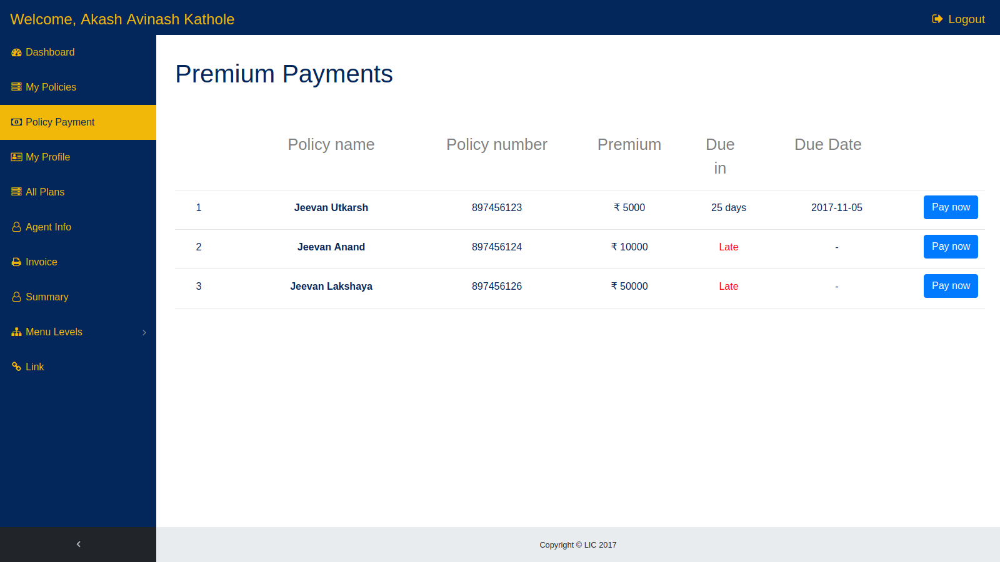 Welcome, Akash Avinash Kathole
Logout
Dashboard
My Policies
Policy Payment
My Profile
All Plans
Agent Info
Invoice
Summary
Menu Levels
Link
Premium Payments
Policy name Policy number Premium Due in Due Date
1 Jeevan Utkarsh 897456123 ₹ 5000 25 days 2017-11-05 Pay now
2 Jeevan Anand 897456124 ₹ 10000 Late - Pay now
3 Jeevan Lakshaya 897456126 ₹ 50000 Late - Pay now
Copyright © LIC 2017